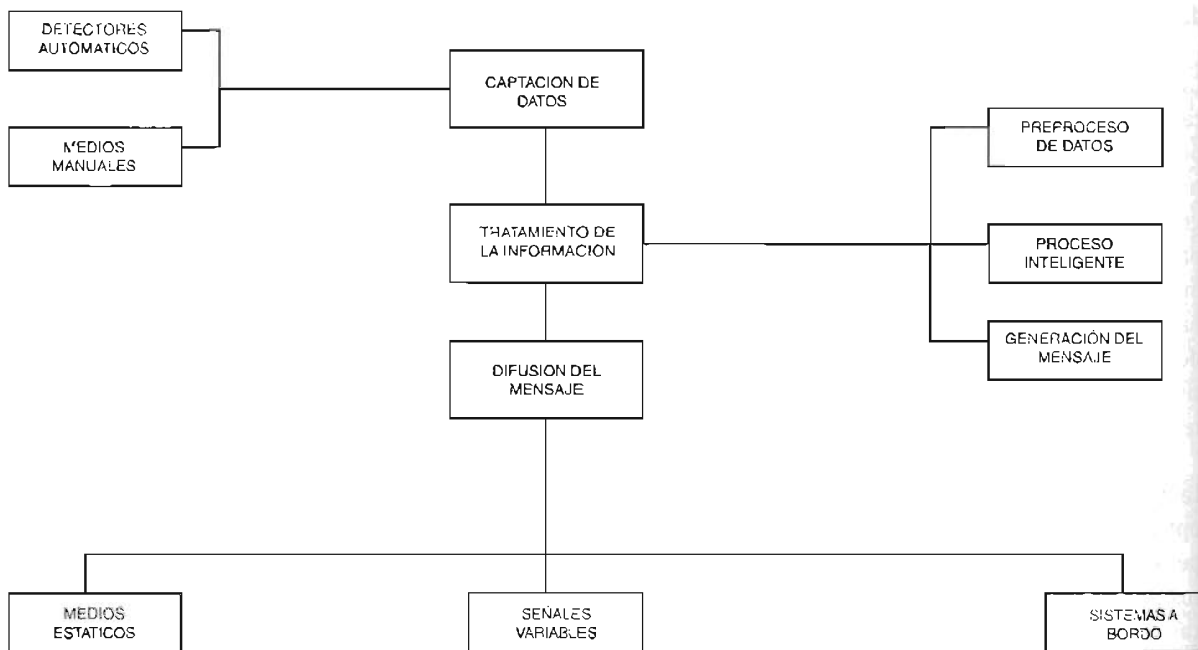 DETECTORES
AUTOMATICOS
CAPTACION DE
DATOS
MEDIOS
MANUALES
PREPROCESO
DE DATOS
TRATAMIENTO DE
LA INFORMACION
PROCESO
INTELIGENTE
GENERACIÓN DEL
MENSAJE
DIFUSION DEL
MENSAJE
MEDIOS
ESTATICOS
SEÑALES
VARIABLES
SISTEMAS A
BORDO